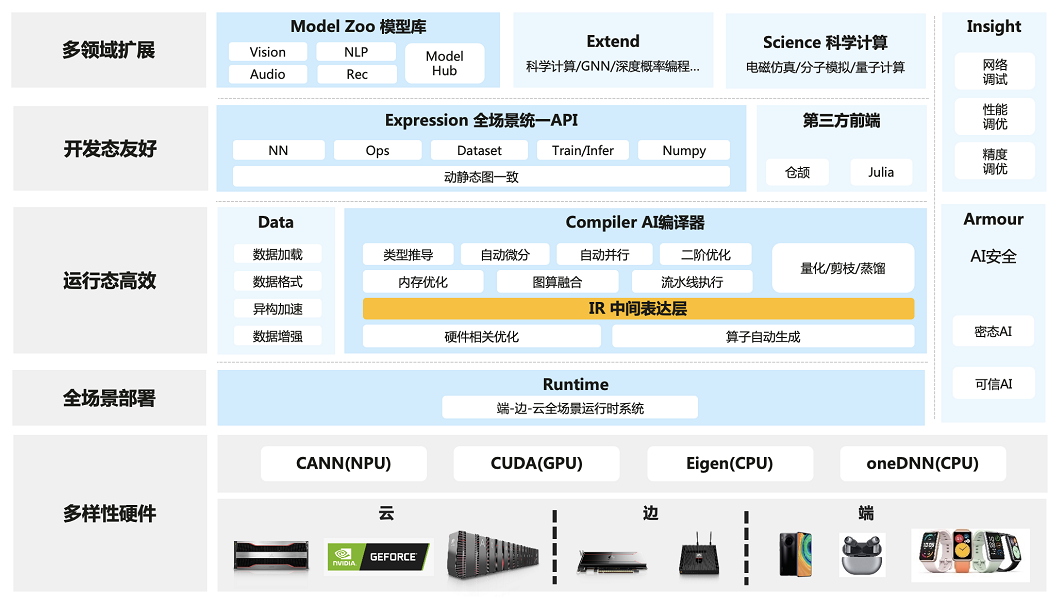 多领域扩展
Model Zoo 模型库
Vision
NLP
Audio
Rec
Model
Hub
Extend
科学计算/GNN/深度概率编程...
Science 科学计算
电磁仿真/分子模拟/量子计算
Insight
网络
调试
性能
调优
精度
调优
开发态友好
Expression 全场景统一API
NN
Ops
Dataset
Train/Infer
Numpy
动静态图一致
第三方前端
仓颉
Julia
运行态高效
Data
数据加载
数据格式
异构加速
数据增强
Compiler AI编译器
类型推导
自动微分
自动并行
二阶优化
内存优化
图算融合
流水线执行
量化/剪枝/蒸馏
IR 中间表达层
硬件相关优化
算子自动生成
Armour
AI安全
密态AI
可信AI
全场景部署
Runtime
端-边-云全场景运行时系统
多样性硬件
CANN(NPU)
CUDA(GPU)
Eigen(CPU)
oneDNN(CPU)
云
边
端
NVIDIA
GEFORCE